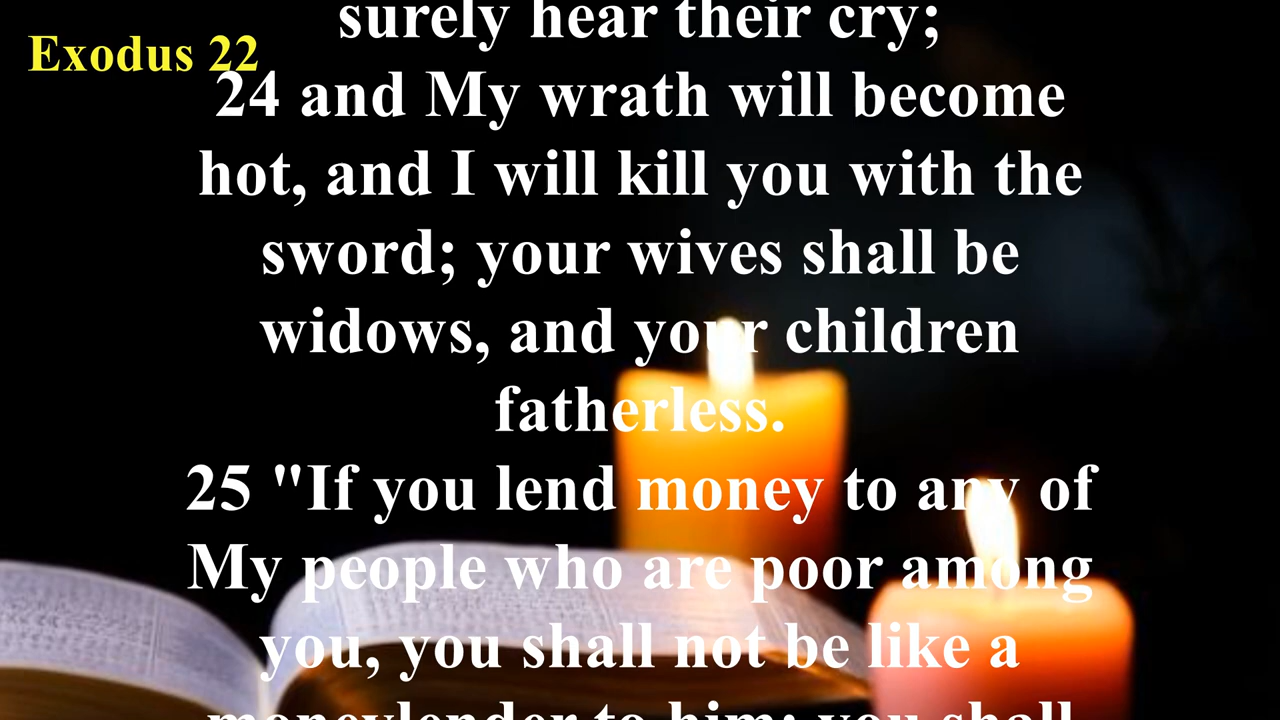 surely hear their cry;
Exodus 22
24 and My wrath will become
hot, and I will kill you with the
sword; your wives shall be
widows, and your children
fatherless.
25 "If you lend money to any of
My people who are poor among
you, you shall not be like a
moneylender to him; you shall